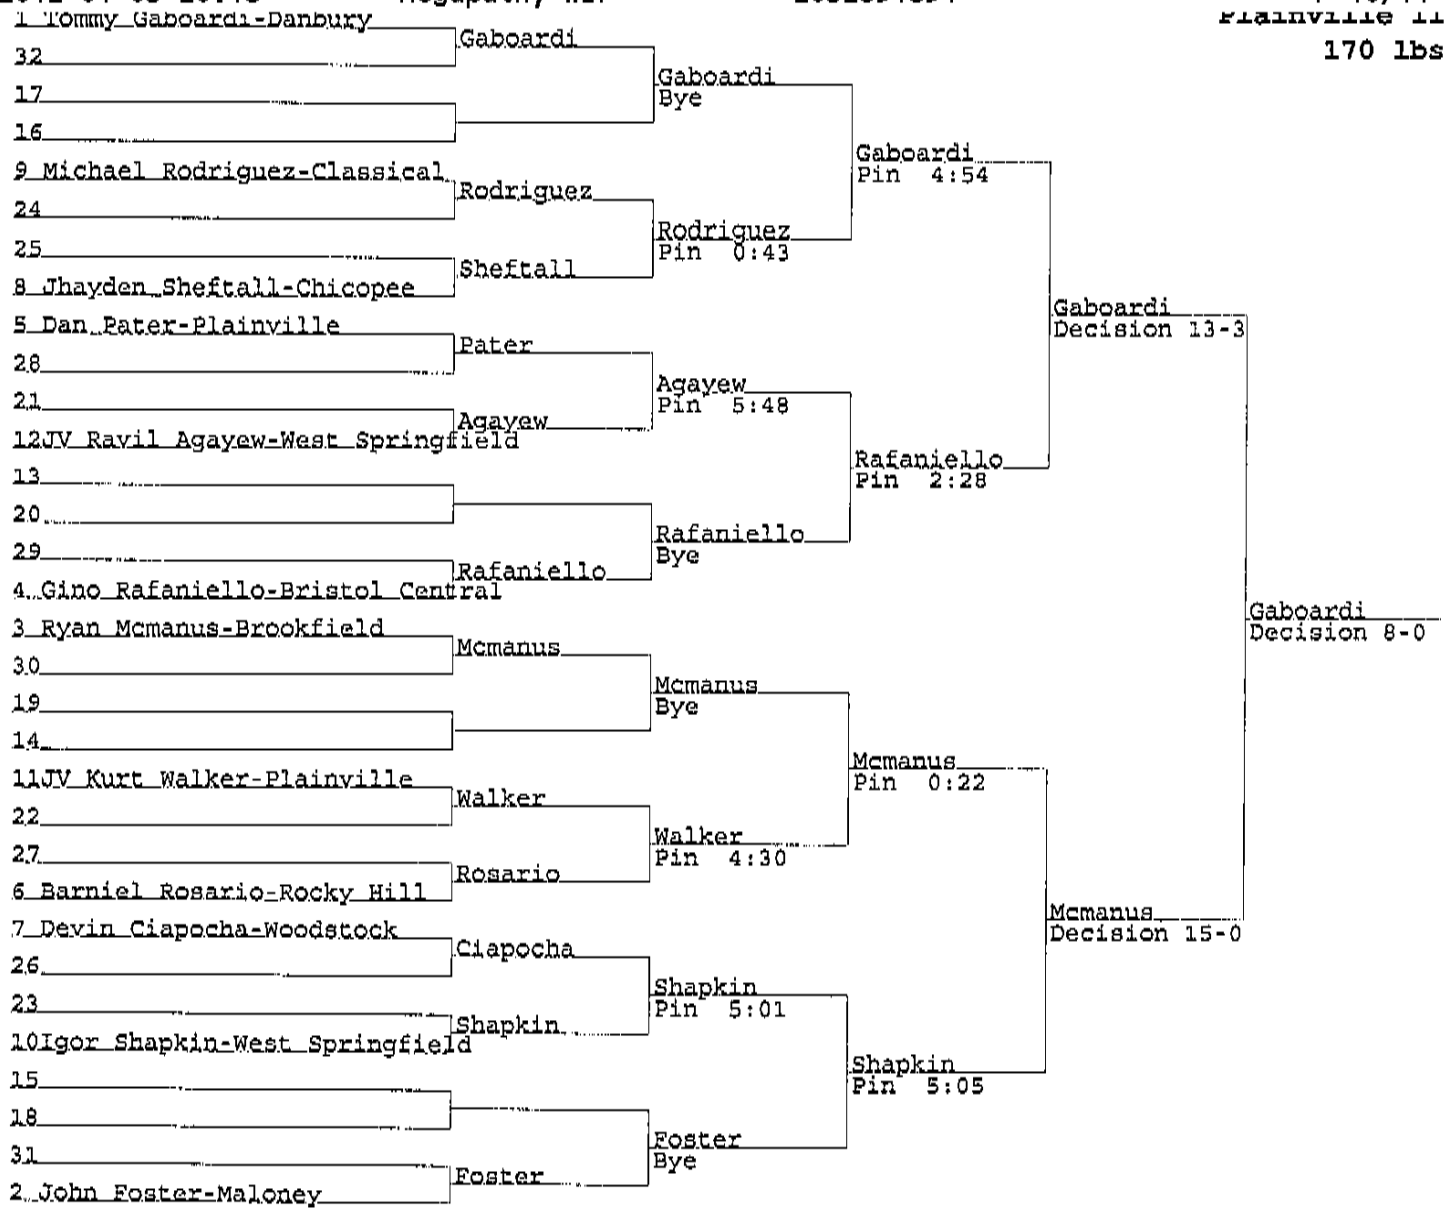 1 Tommy Gaboardi-Danbury
Plainville II
170 lbs
32
17
16
9 Michael Rodriguez-Classical
24
25
8 Jhayden Sheftall-Chicopee
5 Dan Pater-Plainville
28
21
12JV Ravil Agayew-West Springfield
13
20
29
4 Gino Rafaniello-Bristol Central
3 Ryan Mcmanus-Brookfield
30
19
14
11JV Kurt Walker-Plainville
22
27
6 Barniel Rosario-Rocky Hill
7 Devin Ciapocha-Woodstock
26
23
10Igor Shapkin-West Springfield
15
18
31
2 John Foster-Maloney
Gaboardi
Rodriguez
Sheftall
Pater
Agayew
Rafaniello
Mcmanus
Walker
Rosario
Ciapocha
Shapkin
Foster
Gaboardi
Bye
Rodriguez
Pin 0:43
Agayew
Pin 5:48
Rafaniello
Bye
Mcmanus
Bye
Walker
Pin 4:30
Shapkin
Pin 5:01
Foster
Bye
Gaboardi
Pin 4:54
Rafaniello
Pin 2:28
Mcmanus
Pin 0:22
Shapkin
Pin 5:05
Gaboardi
Decision 13-3
Mcmanus
Decision 15-0
Gaboardi
Decision 8-0